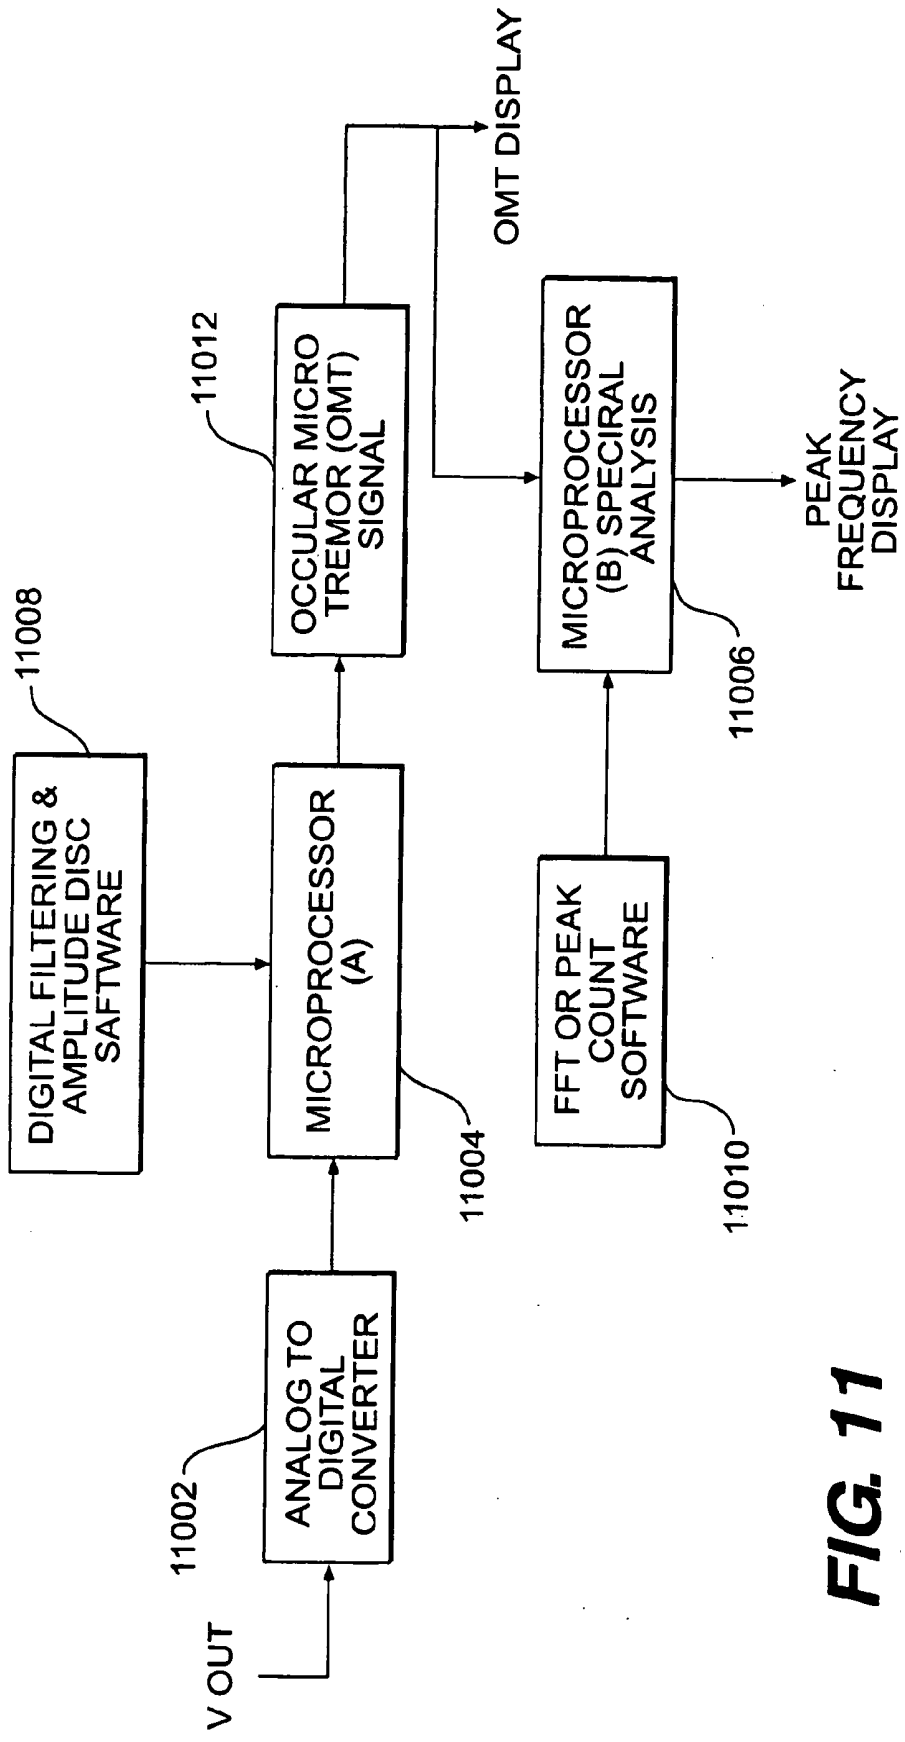 DIGITAL FILTERING &
AMPLITUDE DISC
SAFTWARE
11008
V OUT
11002
ANALOG TO
DIGITAL
CONVERTER
MICROPROCESSOR
(A)
11004
OCCULAR MICRO
TREMOR (OMT)
SIGNAL
11012
OMT DISPLAY
FFT OR PEAK
COUNT
SOFTWARE
11010
MICROPROCESSOR
(B) SPECIRAL
ANALYSIS
11006
PEAK
FREQUENCY
DISPLAY
FIG. 11